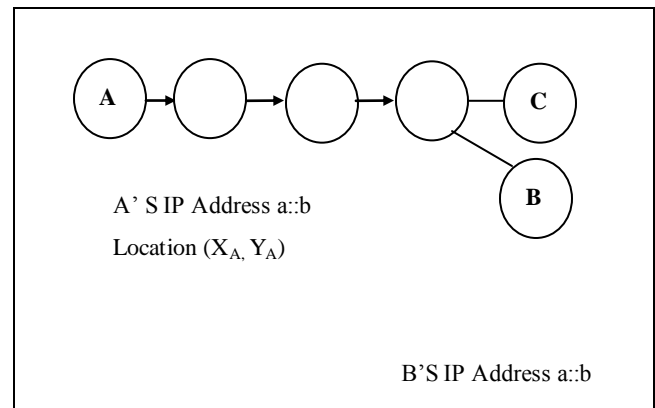 A
C
B
A’ S IP Address a::b
Location (XA, YA)
B’S IP Address a::b